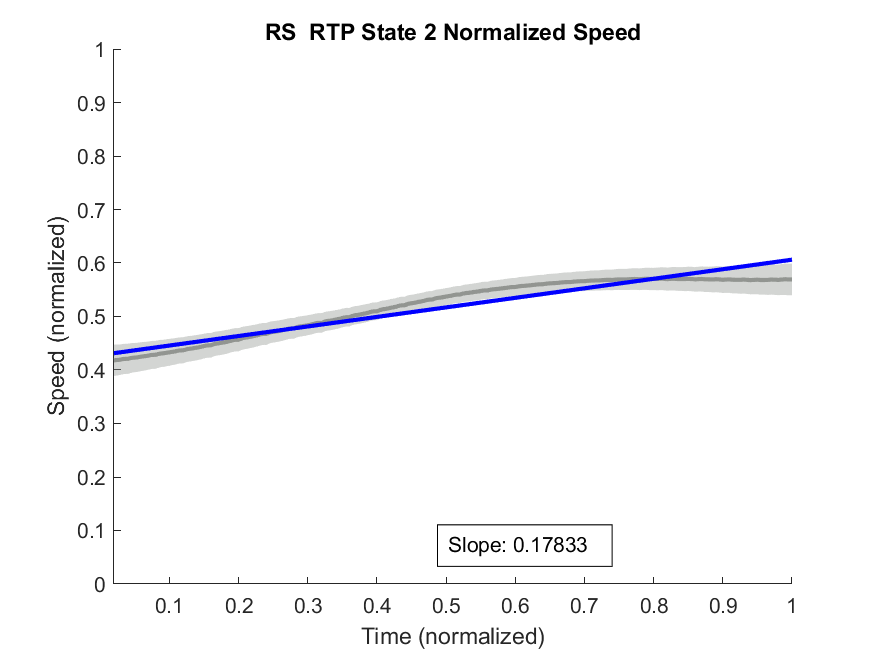 RS  RTP State 2 Normalized Speed
1
0.9
0.8
0.7
0.6
0.5
0.4
0.3
0.2
0.1
0
Speed (normalized)
Slope: 0.17833
0.1 0.2 0.3 0.4 0.5 0.6 0.7 0.8 0.9 1
Time (normalized)